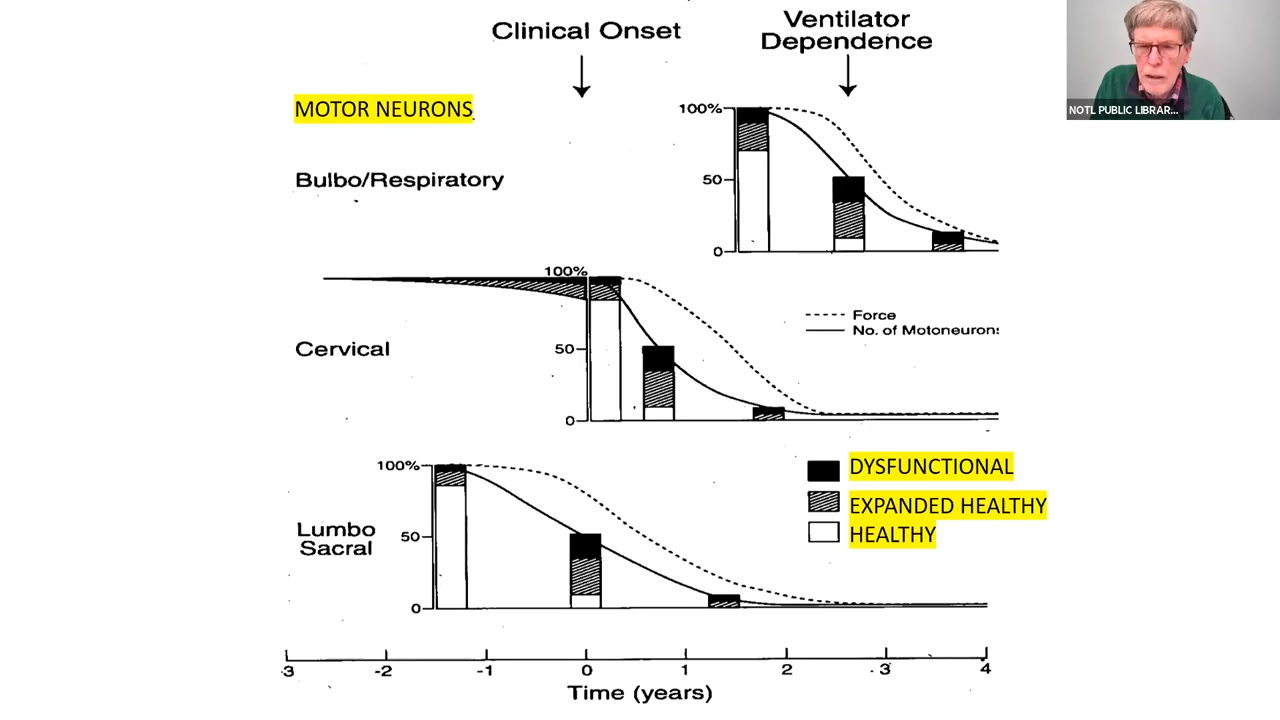 Clinical Onset
Ventilator
Dependence
NOTL PUBLIC LIBRAR...
MOTOR NEURONS
Bulbo/Respiratory
100%
50
0
Cervical
100%
50
0
Force
No. of Motoneurons
Lumbo
Sacral
100%
50
0
DYSFUNCTIONAL
EXPANDED HEALTHY
HEALTHY
-3 -2 -1 0 1 2 3 4
Time (years)